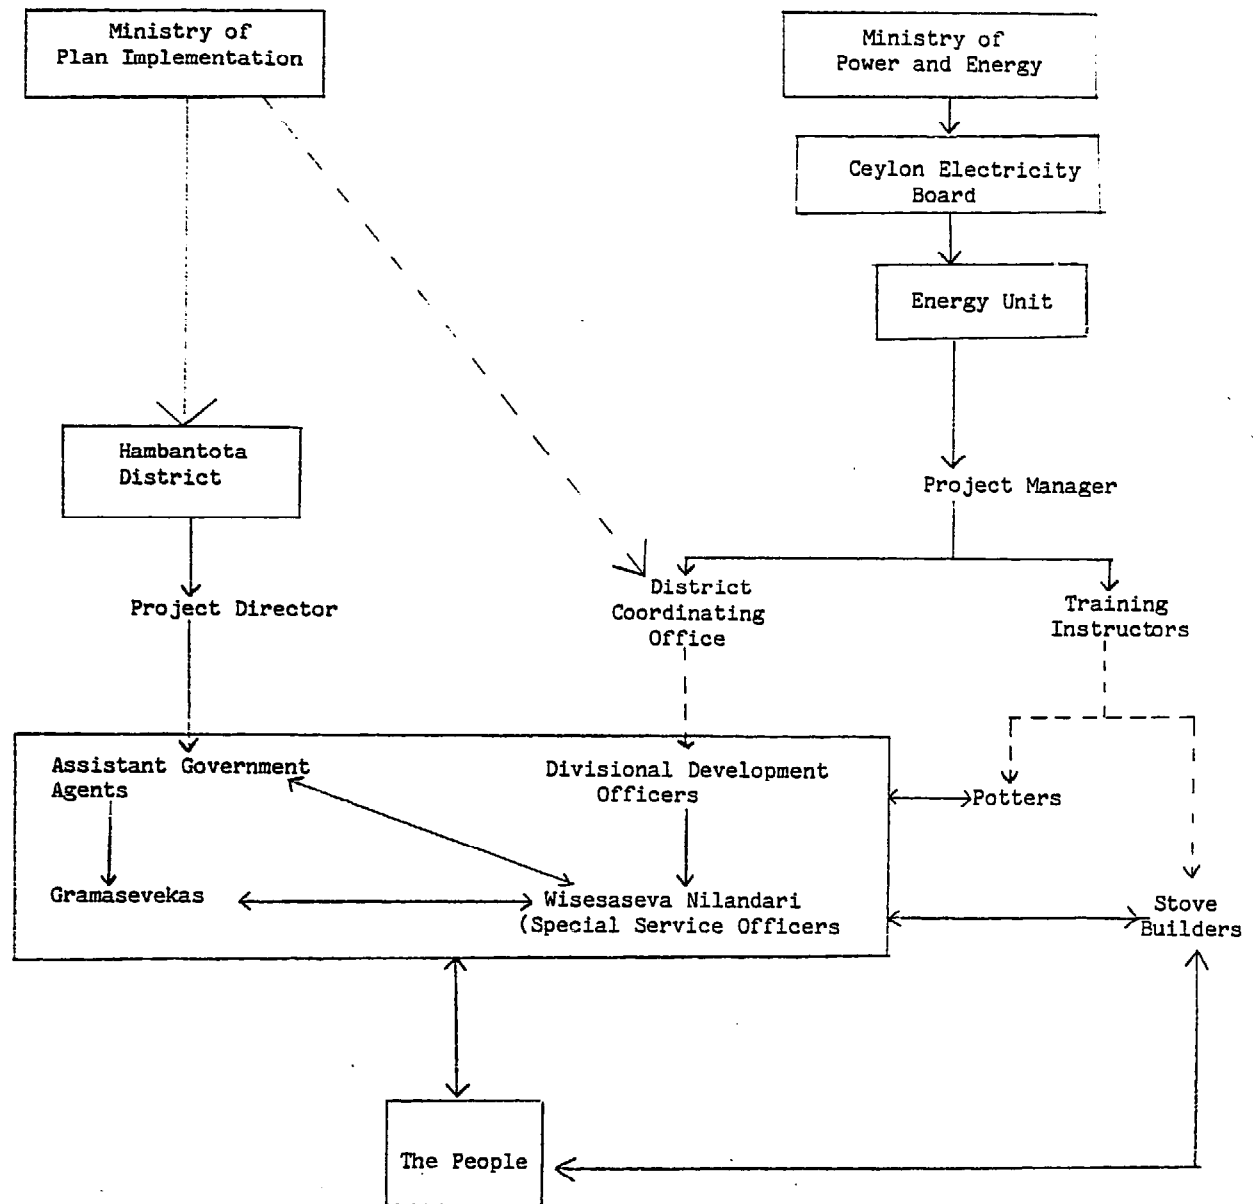 Ministry of
Plan Implementation
Ministry of
Power and Energy
Ceylon Electricity
Board
Energy Unit
Hambantota
District
Project Manager
Project Director
District
Coordinating
Office
Training
Instructors
Assistant Government
Agents
Divisional Development
Officers
Potters
Gramasevekas
Wisesaseva Nilandari
(Special Service Officers
Stove
Builders
The People